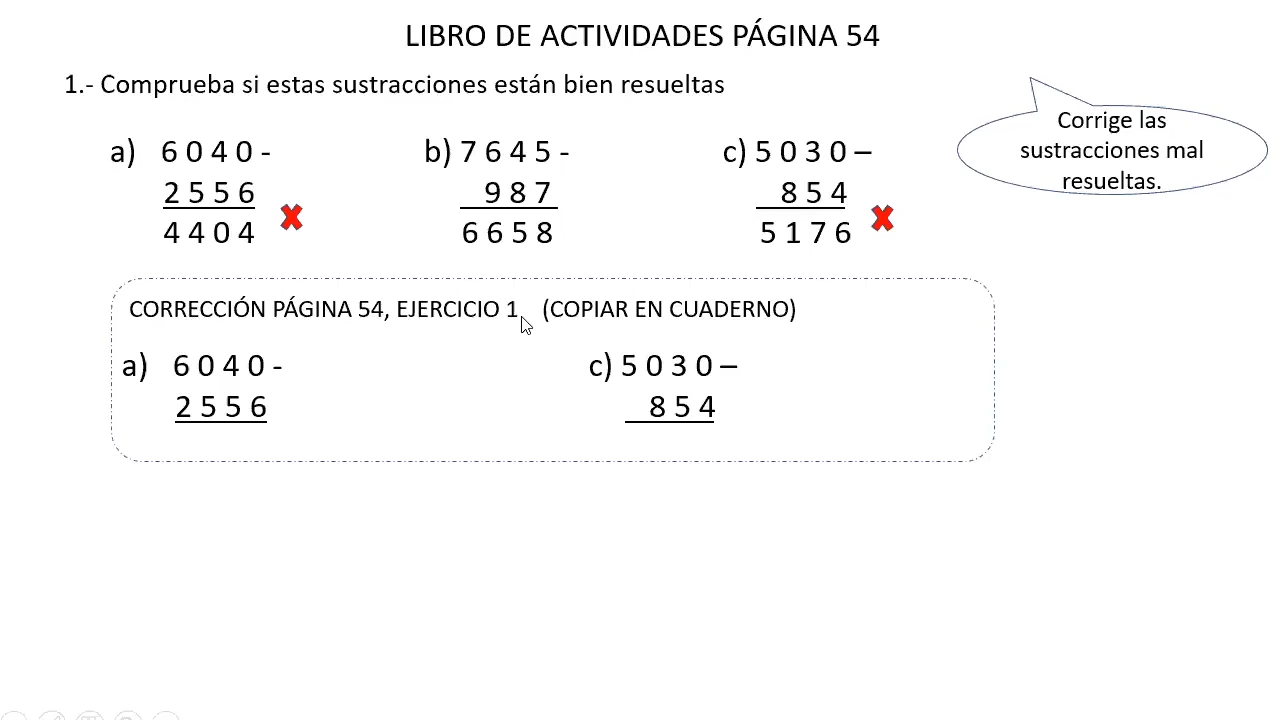 LIBRO DE ACTIVIDADES PÁGINA 54
1.- Comprueba si estas sustracciones están bien resueltas
Corrige las
sustracciones mal
resueltas.
a) 6 0 4 0 - b) 7 6 4 5 - c) 5 0 3 0 –
2 5 5 6 9 8 7 8 5 4
4 4 0 4 6 6 5 8 5 1 7 6
CORRECCIÓN PÁGINA 54, EJERCICIO 1 (COPIAR EN CUADERNO)
a) 6 0 4 0 - c) 5 0 3 0 –
2 5 5 6 8 5 4